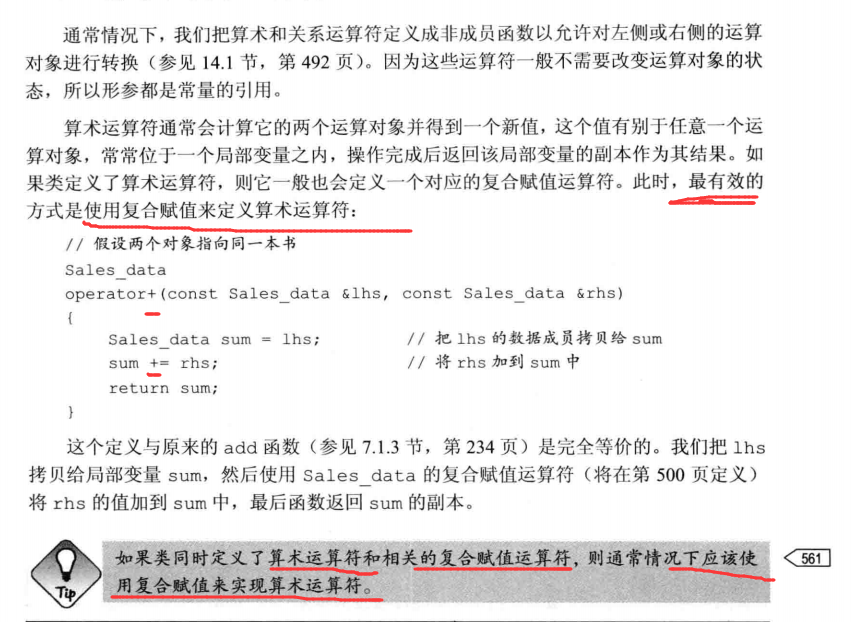 通常情况下，我们把算术和关系运算符定义成非成员函数以允许对左侧或右侧的运算
对象进行转换（参见 14.1 节，第 492 页）。因为这些运算符一般不需要改变运算对象的状
态，所以形参都是常量的引用。
算术运算符通常会计算它的两个运算对象并得到一个新值，这个值有别于任意一个运
算对象，常常位于一个局部变量之内，操作完成后返回该局部变量的副本作为其结果。如
果类定义了算术运算符，则它一般也会定义一个对应的复合赋值运算符。此时，最有效的
方式是使用复合赋值来定义算术运算符：
// 假设两个对象指向同一本书
Sales_data
operator+(const Sales_data &lhs, const Sales_data &rhs)
{
Sales_data sum = lhs; // 把 lhs 的数据成员拷贝给 sum
sum += rhs; // 将 rhs 加到 sum 中
return sum;
}
这个定义与原来的 add 函数（参见 7.1.3 节，第 234 页）是完全等价的。我们把 lhs
拷贝给局部变量 sum，然后使用 Sales_data 的复合赋值运算符（将在第 500 页定义）
将 rhs 的值加到 sum 中，最后函数返回 sum 的副本。
如果类同时定义了算术运算符和相关的复合赋值运算符，则通常情况下应该使
用复合赋值来实现算术运算符。
Tip
561